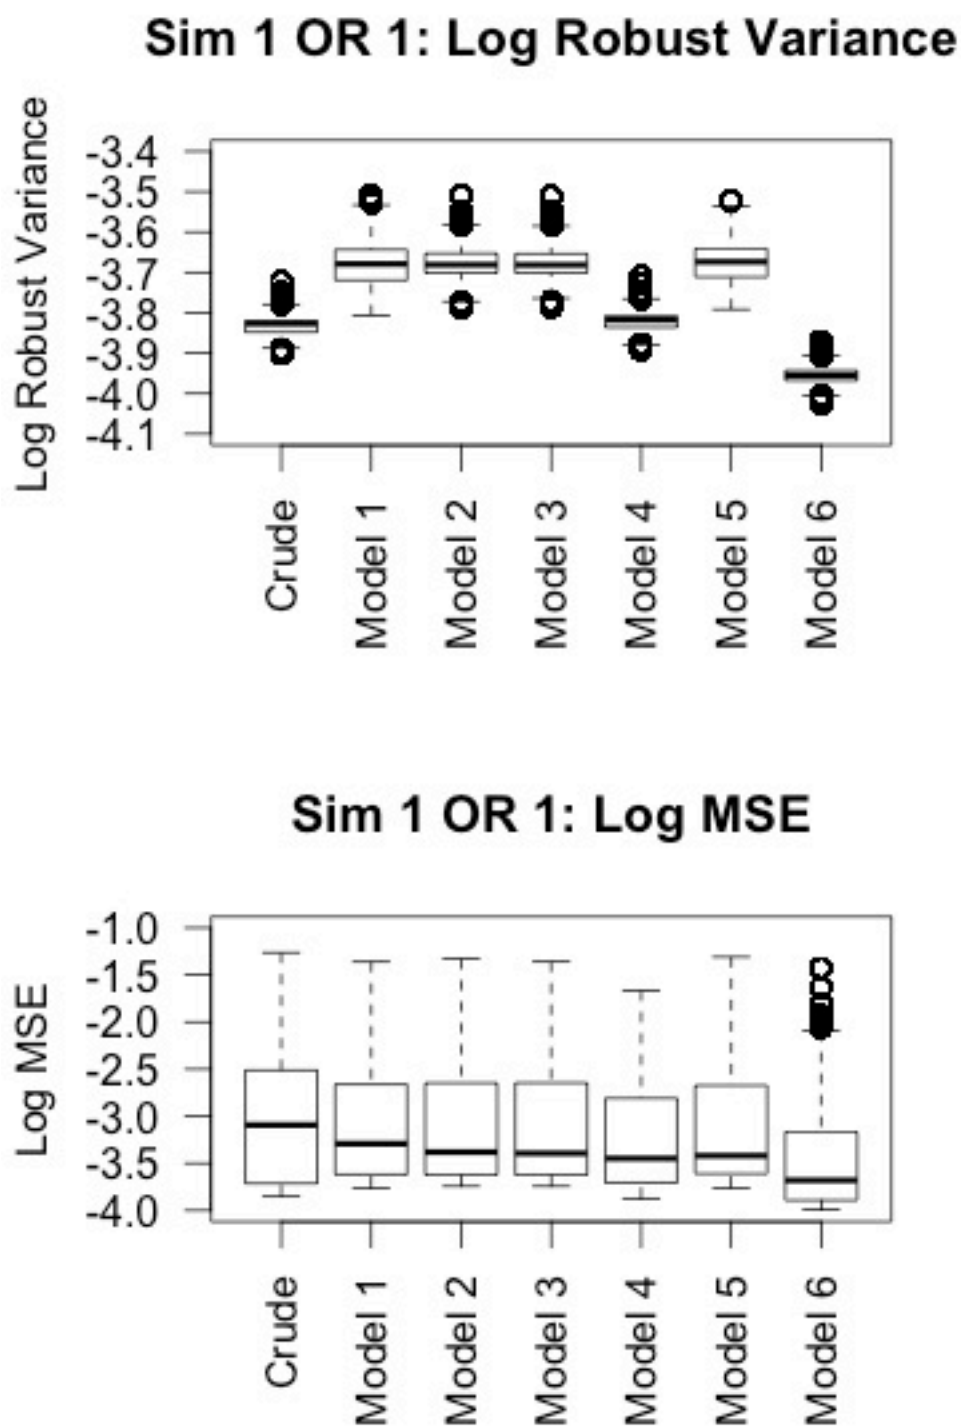 Sim 1 OR 1: Log Robust Variance
Log Robust Variance
-3.4
-3.5
-3.6
-3.7
-3.8
-3.9
-4.0
-4.1
Crude
Model 1
Model 2
Model 3
Model 4
Model 5
Model 6
Sim 1 OR 1: Log MSE
Log MSE
-1.0
-1.5
-2.0
-2.5
-3.0
-3.5
-4.0
Crude
Model 1
Model 2
Model 3
Model 4
Model 5
Model 6